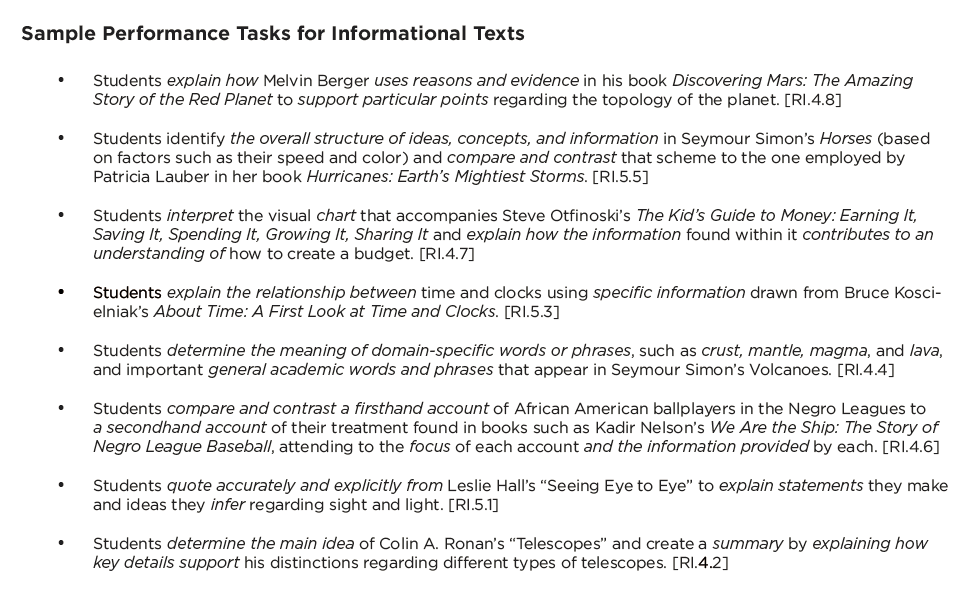 Sample Performance Tasks for Informational Texts
• Students explain how Melvin Berger uses reasons and evidence in his book Discovering Mars: The Amazing
Story of the Red Planet to support particular points regarding the topology of the planet. [RI.4.8]
• Students identify the overall structure of ideas, concepts, and information in Seymour Simon’s Horses (based
on factors such as their speed and color) and compare and contrast that scheme to the one employed by
Patricia Lauber in her book Hurricanes: Earth’s Mightiest Storms. [RI.5.5]
• Students interpret the visual chart that accompanies Steve Otfinoski’s The Kid’s Guide to Money: Earning It,
Saving It, Spending It, Growing It, Sharing It and explain how the information found within it contributes to an
understanding of how to create a budget. [RI.4.7]
• Students explain the relationship between time and clocks using specific information drawn from Bruce Kosci-
elniak’s About Time: A First Look at Time and Clocks. [RI.5.3]
• Students determine the meaning of domain-specific words or phrases, such as crust, mantle, magma, and lava,
and important general academic words and phrases that appear in Seymour Simon’s Volcanoes. [RI.4.4]
• Students compare and contrast a firsthand account of African American ballplayers in the Negro Leagues to
a secondhand account of their treatment found in books such as Kadir Nelson’s We Are the Ship: The Story of
Negro League Baseball, attending to the focus of each account and the information provided by each. [RI.4.6]
• Students quote accurately and explicitly from Leslie Hall’s “Seeing Eye to Eye” to explain statements they make
and ideas they infer regarding sight and light. [RI.5.1]
• Students determine the main idea of Colin A. Ronan’s “Telescopes” and create a summary by explaining how
key details support his distinctions regarding different types of telescopes. [RI.4.2]